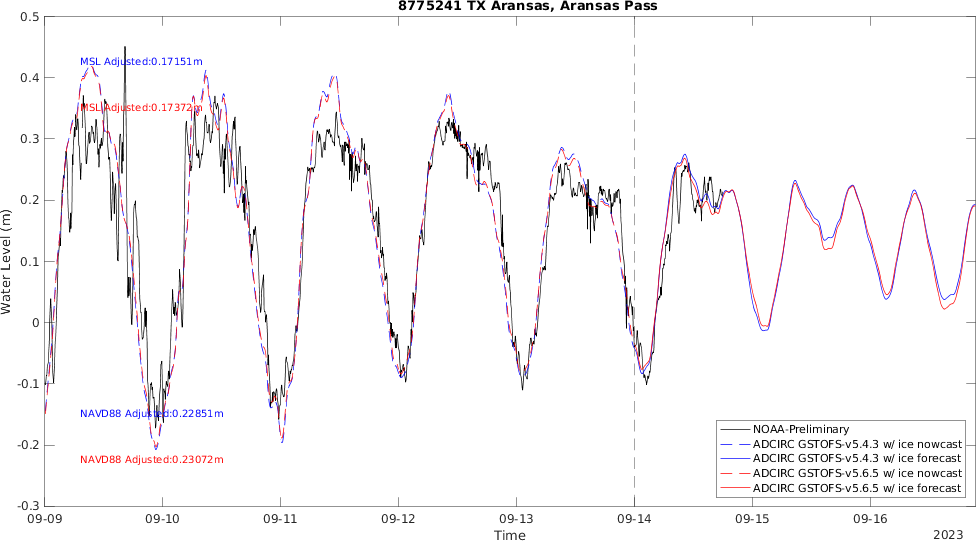 8775241 TX Aransas, Aransas Pass
0.5
0.4
0.3
0.2
0.1
0
-0.1
-0.2
-0.3
Water Level (m)
MSL Adjusted:0.17151m
MSL Adjusted:0.17372m
NAVD88 Adjusted:0.22851m
NAVD88 Adjusted:0.23072m
NOAA-Preliminary
ADCIRC GSTOFS-v5.4.3 w/ ice nowcast
ADCIRC GSTOFS-v5.4.3 w/ ice forecast
ADCIRC GSTOFS-v5.6.5 w/ ice nowcast
ADCIRC GSTOFS-v5.6.5 w/ ice forecast
09-09 09-10 09-11 09-12 09-13 09-14 09-15 09-16
Time
2023